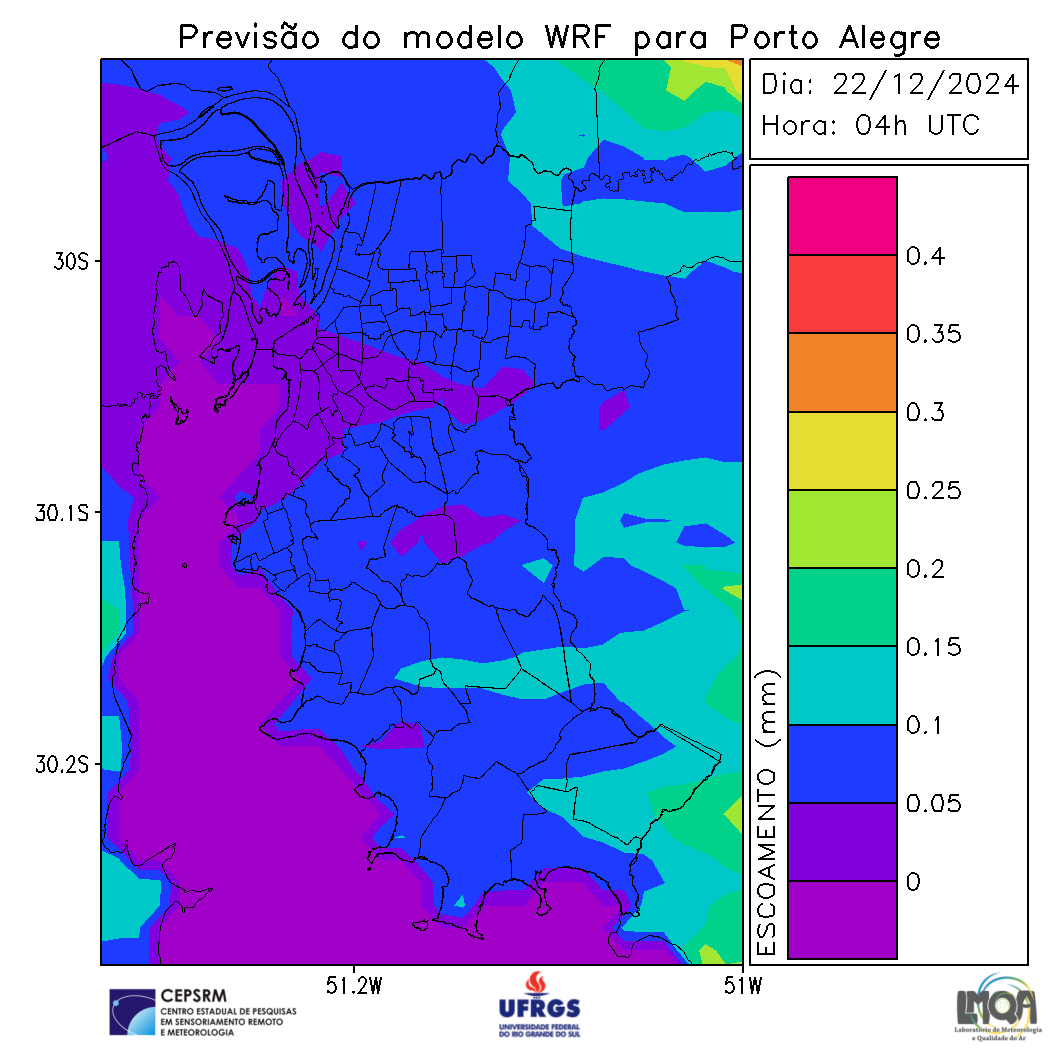 Previsão do modelo WRF para Porto Alegre
Dia: 22/12/2024
Hora: 04h UTC
30S
30.1S
30.2S
51.2W
51W
0.4
0.35
0.3
0.25
0.2
0.15
0.1
0.05
0
ESCOAMENTO (mm)
CEPSRM
CENTRO ESTADUAL DE PESQUISAS
EM SENSORIAMENTO REMOTO
E METEOROLOGIA
UFRGS
UNIVERSIDADE FEDERAL
DO RIO GRANDE DO SUL
LMQA
Laboratório de Meteorologia
e Qualidade do Ar